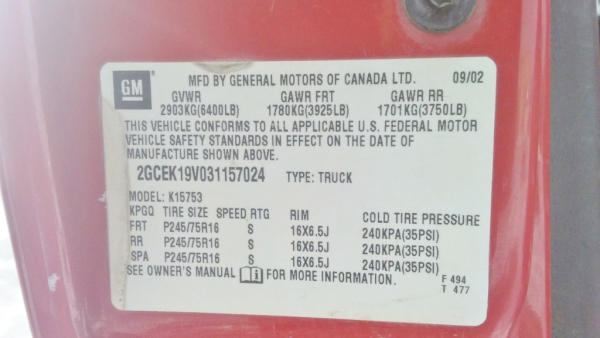 GM
MFD BY GENERAL MOTORS OF CANADA LTD. 09/02
GVWR GAWR FRT GAWR RR
2903KG(6400LB) 1780KG(3925LB) 1701KG(3750LB)
THIS VEHICLE CONFORMS TO ALL APPLICABLE U.S. FEDERAL MOTOR
VEHICLE SAFETY STANDARDS IN EFFECT ON THE DATE OF
MANUFACTURE SHOWN ABOVE.
2GCEK19V031157024 TYPE: TRUCK
MODEL: K15753
KPGQ TIRE SIZE SPEED RTG RIM COLD TIRE PRESSURE
FRT P245/75R16 S 16X6.5J 240KPA(35PSI)
RR P245/75R16 S 16X6.5J 240KPA(35PSI)
SPA P245/75R16 S 16X6.5J 240KPA(35PSI)
SEE OWNER'S MANUAL FOR MORE INFORMATION.
F 494
T 477